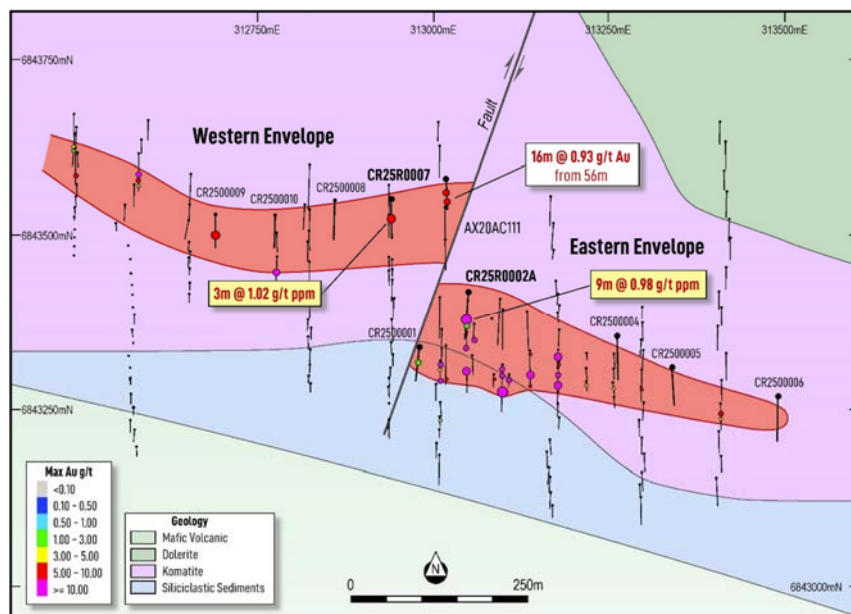 312750mE
313000mE
313250mE
313500mE
6843750mN
Western Envelope
Fault
CR25R0007
16m @ 0.93 g/t Au
from 56m
CR2500009
CR2500010
CR2500008
AX20AC111
6843500mN
Eastern Envelope
CR25R0002A
3m @ 1.02 g/t ppm
9m @ 0.98 g/t ppm
CR2500001
CR2500004
CR2500005
CR2500006
6843250mN
Max Au g/t
<0.10
0.10 - 0.50
0.50 - 1.00
1.00 - 3.00
3.00 - 5.00
5.00 - 10.00
>= 10.00
Geology
Mafic Volcanic
Dolerite
Komatite
Siliciclastic Sediments
N
0
250m
6843000mN